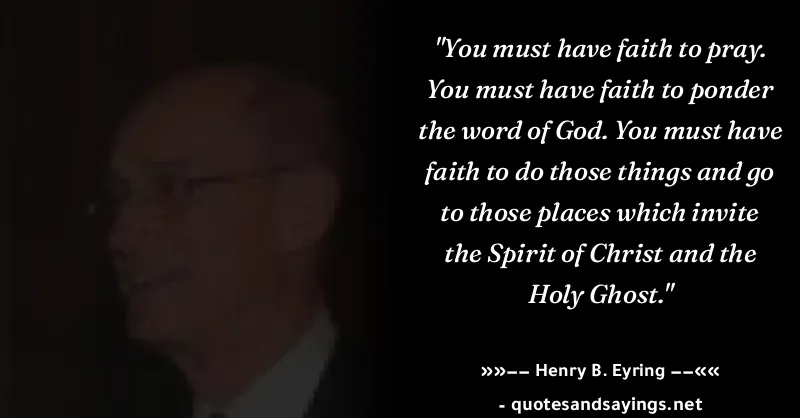 "You must have faith to pray.
You must have faith to ponder
the word of God. You must have
faith to do those things and go
to those places which invite
the Spirit of Christ and the
Holy Ghost."
»»−− Henry B. Eyring −−««
- quotesandsayings.net